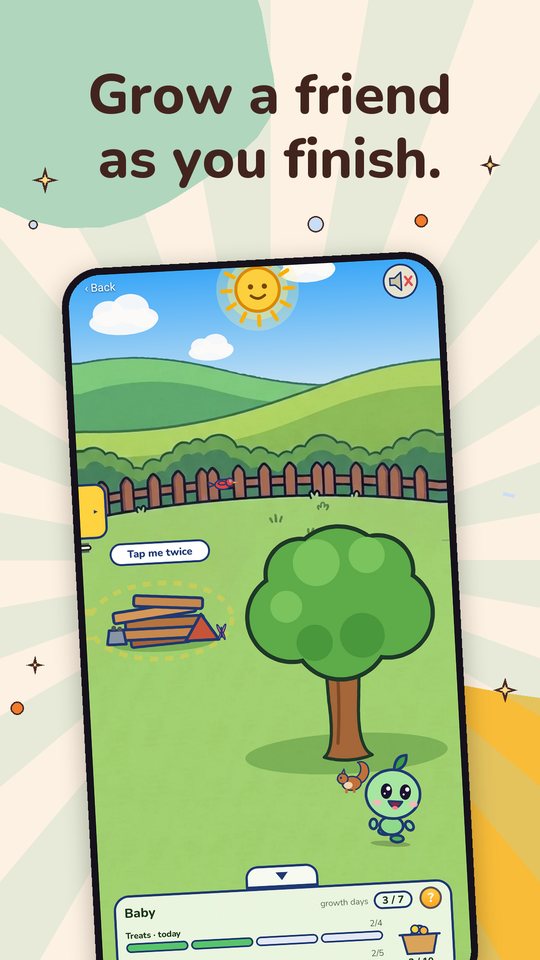 Grow a friend
as you finish.
‹ Back
Tap me twice
Baby
growth days 3 / 7 ?
Treats · today
2/4
2/5